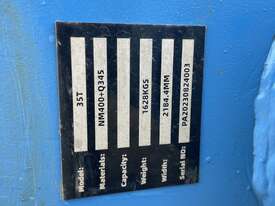 Model: 35T
Materials: NM400+Q345
Capacity:
Weight: 1628KGS
Width: 2184.4MM
Serial NO: PA20230824003